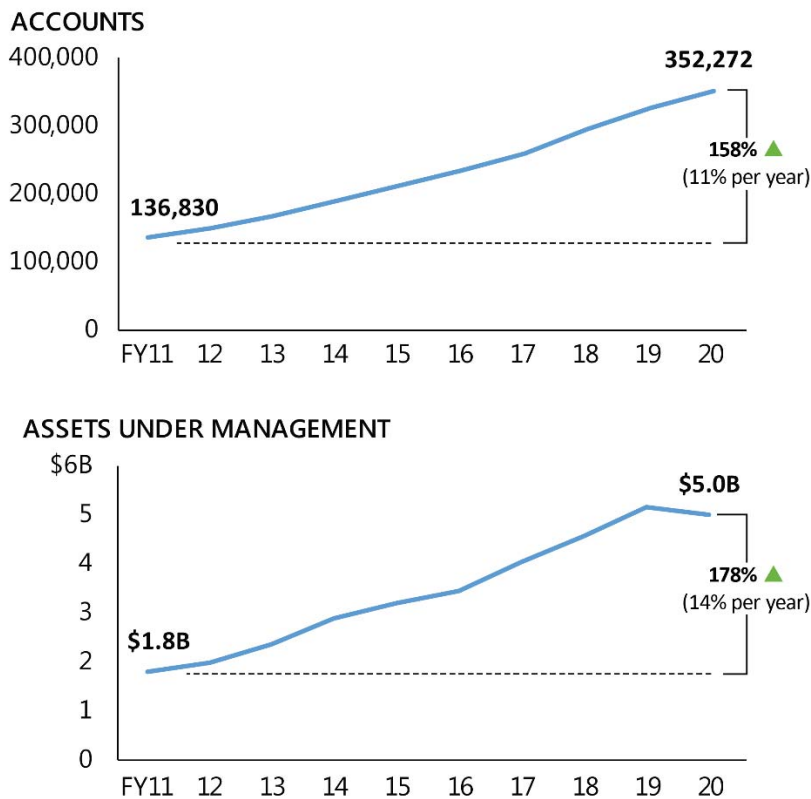 ACCOUNTS
400,000
352,272
300,000
158% ▲
(11% per year)
200,000
136,830
100,000
0
FY11 12 13 14 15 16 17 18 19 20
ASSETS UNDER MANAGEMENT
$6B
$5.0B
5
4
178% ▲
(14% per year)
3
$1.8B
2
1
0
FY11 12 13 14 15 16 17 18 19 20